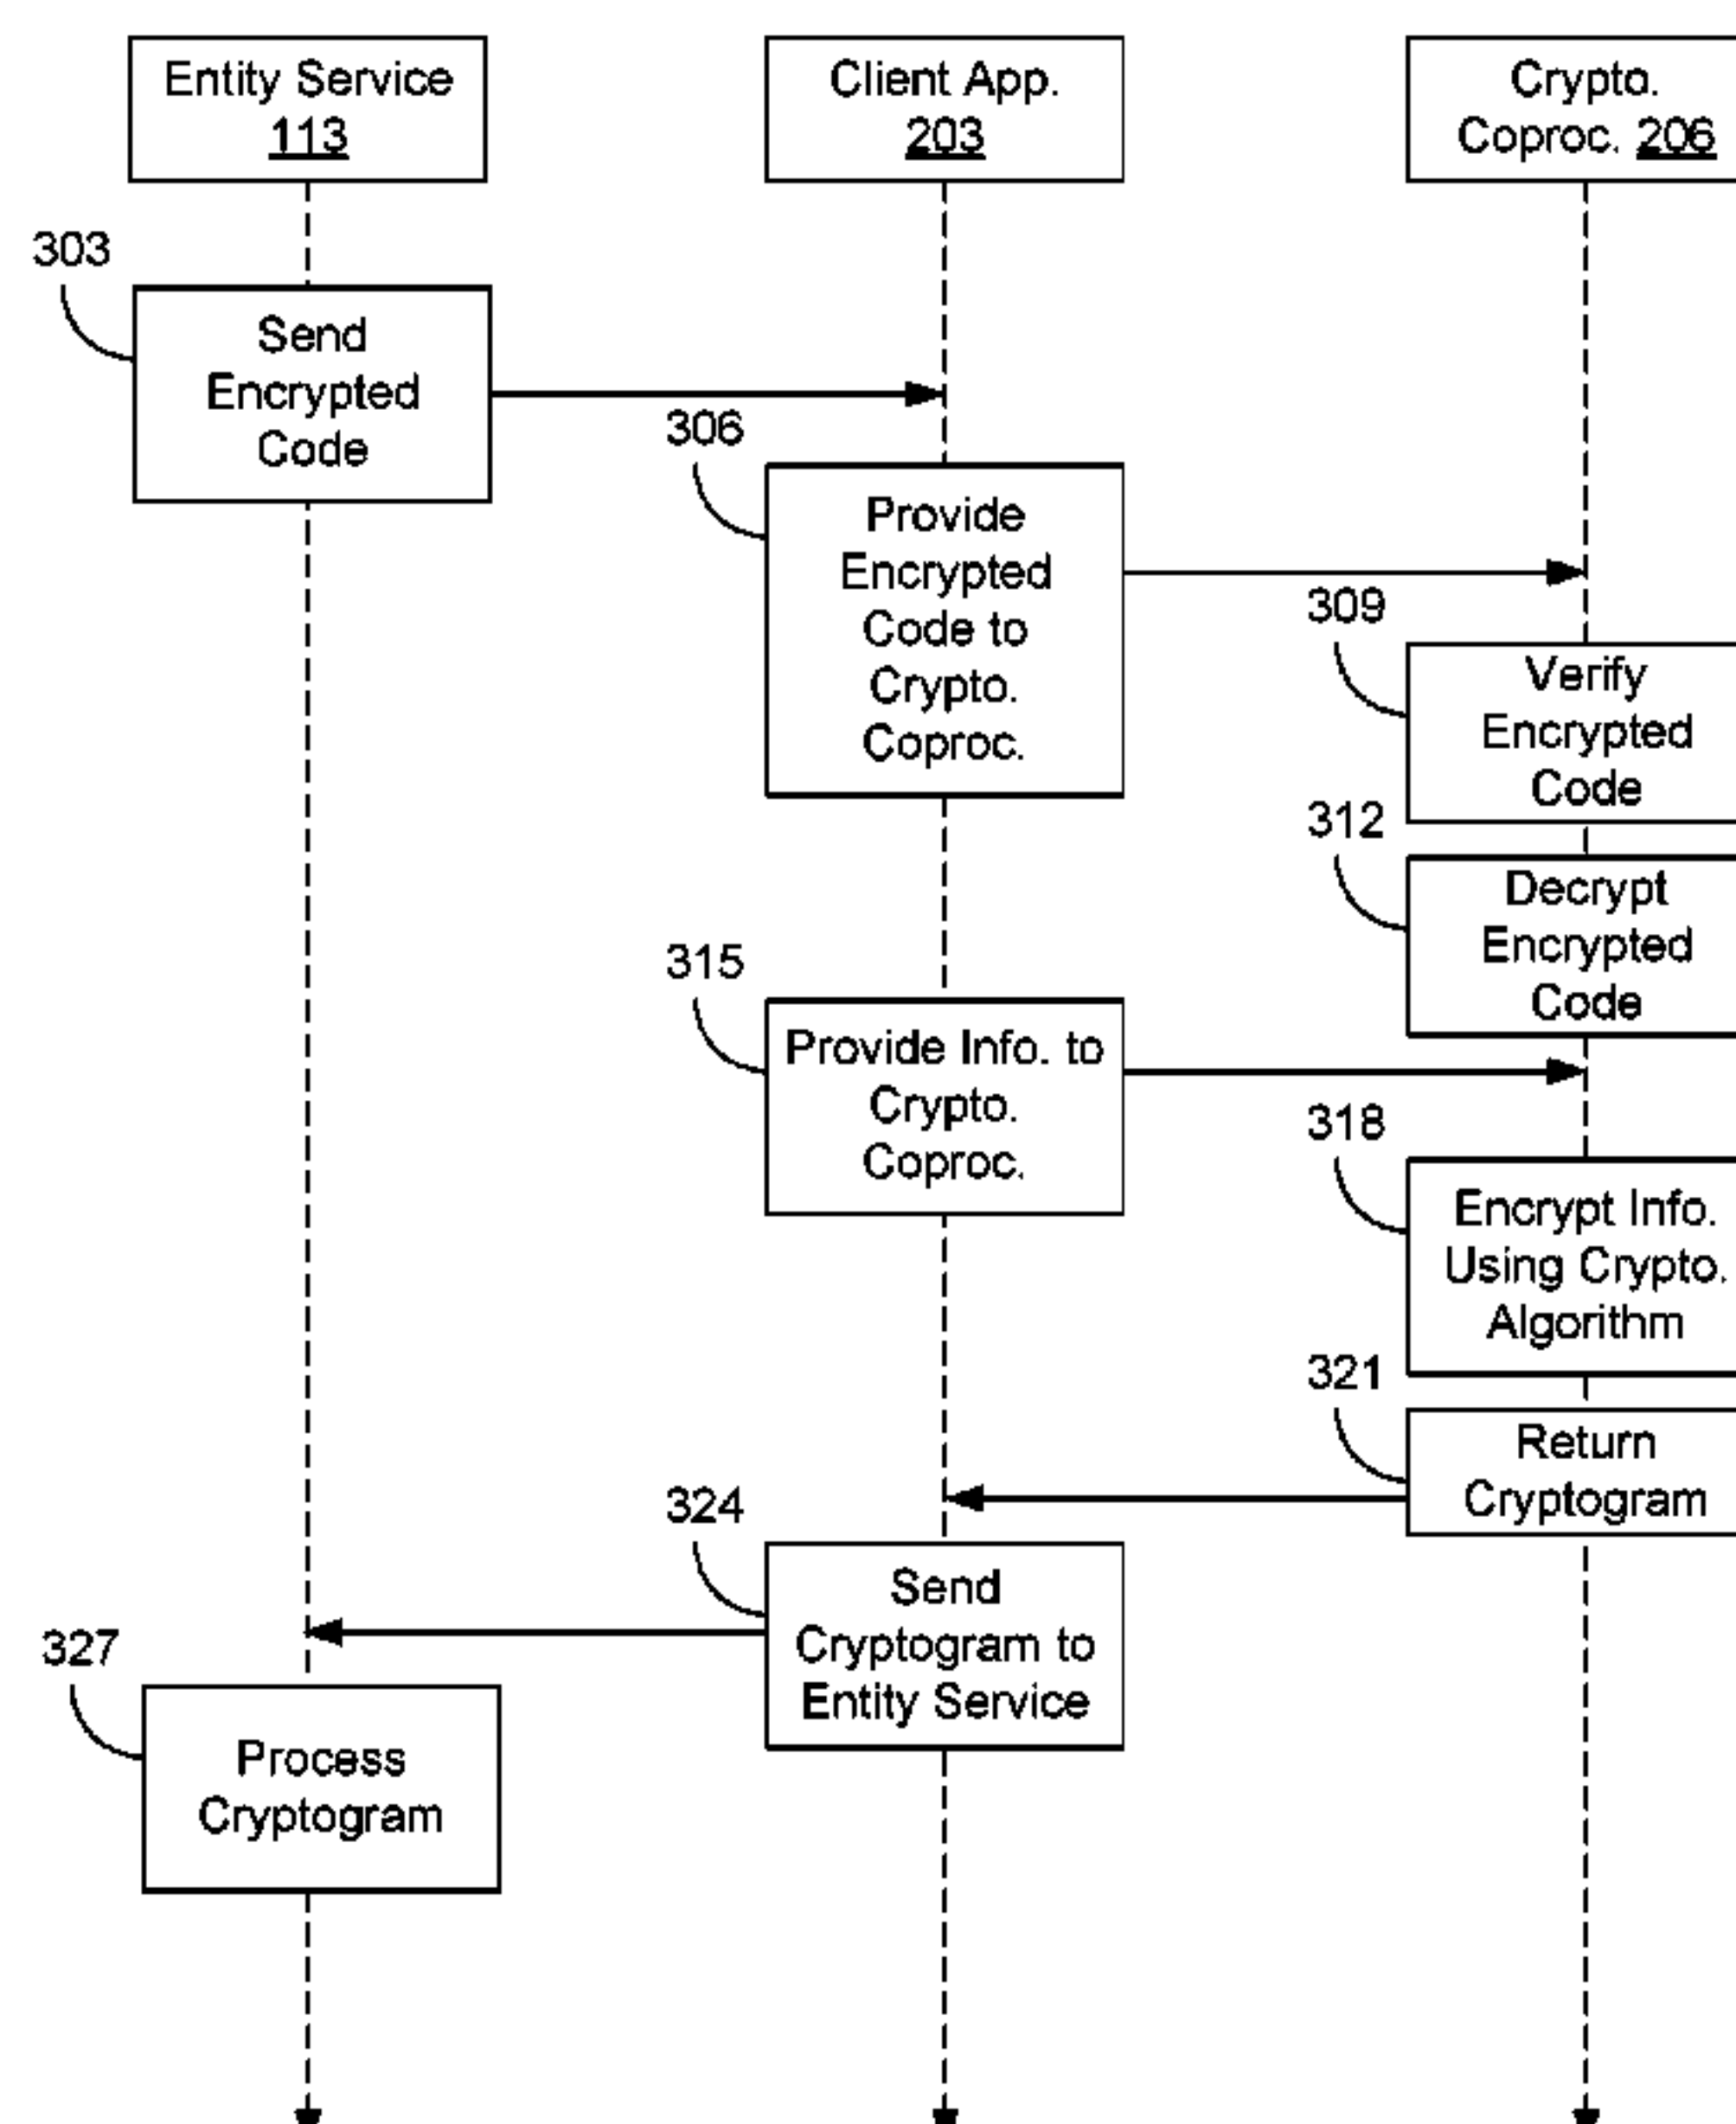 Entity Service
113
Client App.
203
Crypto.
Coproc. 206
303
Send
Encrypted
Code
306
Provide
Encrypted
Code to
Crypto.
Coproc.
309
Verify
Encrypted
Code
312
Decrypt
Encrypted
Code
315
Provide Info. to
Crypto.
Coproc.
318
Encrypt Info.
Using Crypto.
Algorithm
321
Return
Cryptogram
324
Send
Cryptogram to
Entity Service
327
Process
Cryptogram